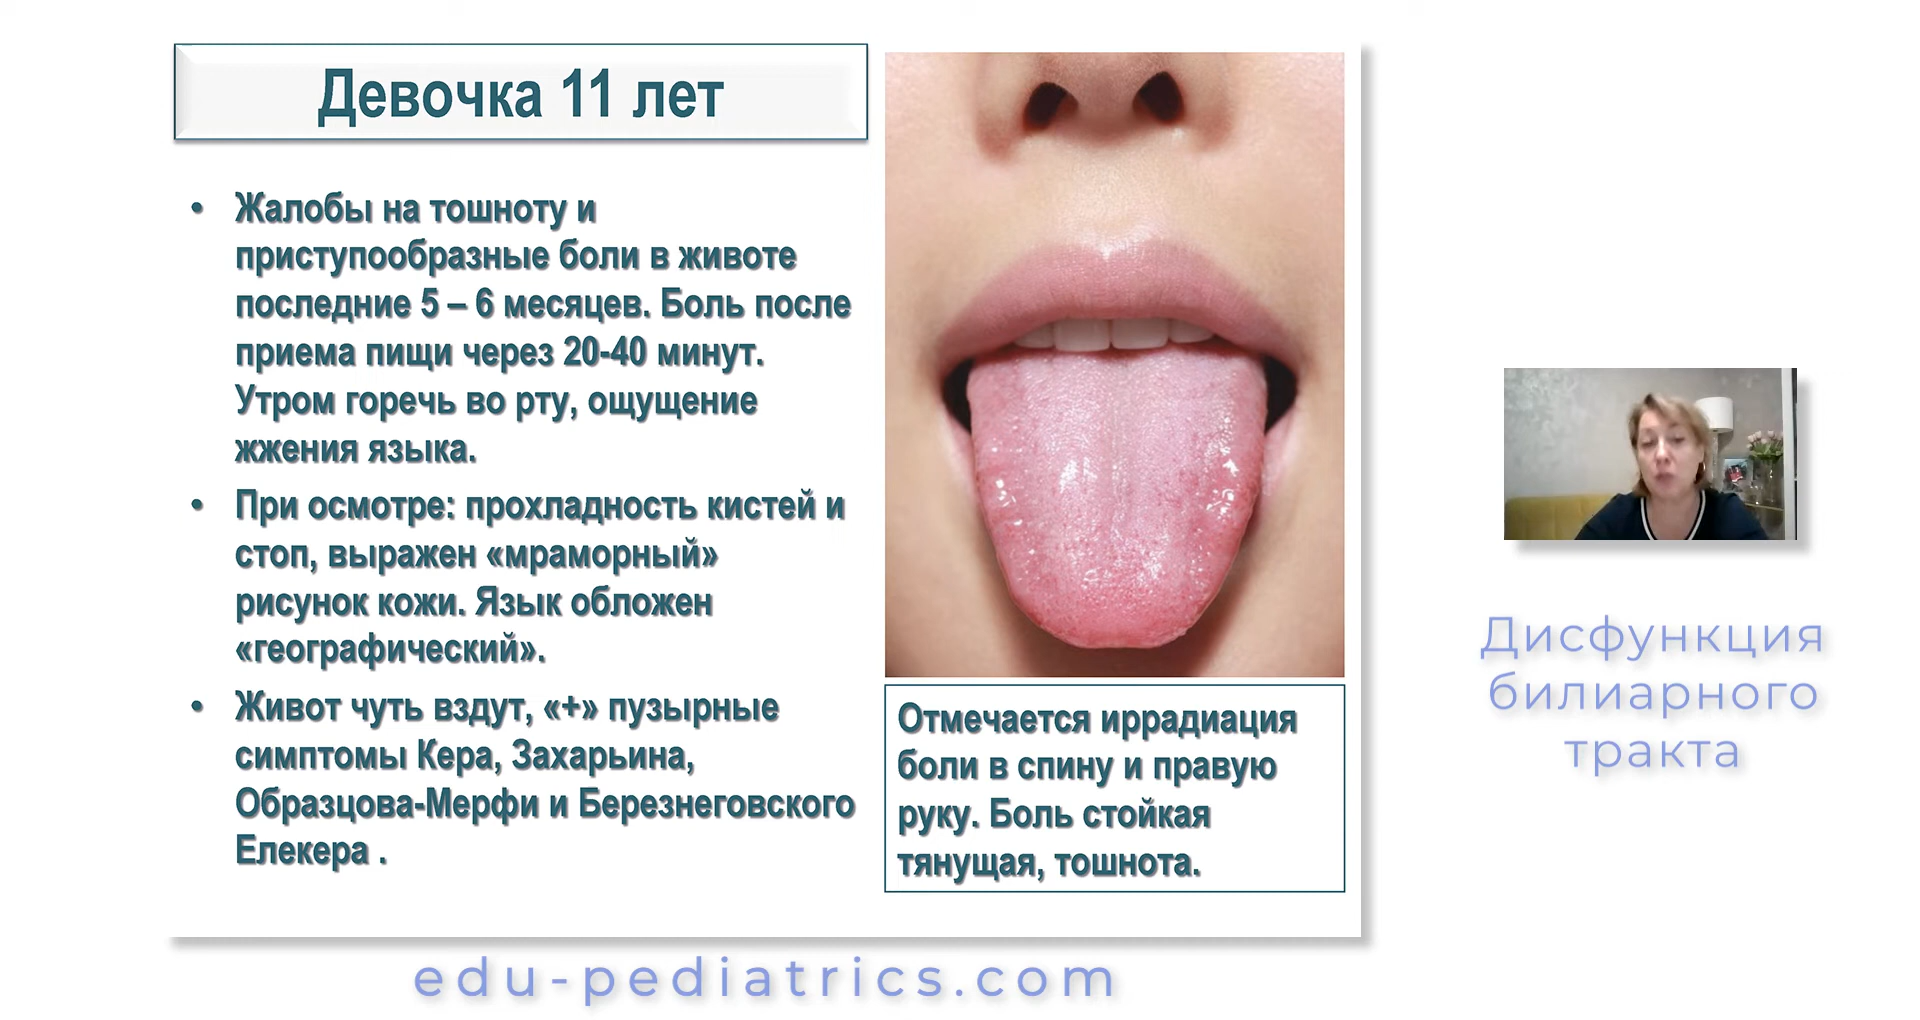 Девочка 11 лет
• Жалобы на тошноту и
приступообразные боли в животе
последние 5 – 6 месяцев. Боль после
приема пищи через 20-40 минут.
Утром горечь во рту, ощущение
жжения языка.
• При осмотре: прохладность кистей и
стоп, выражен «мраморный»
рисунок кожи. Язык обложен
«географический».
• Живот чуть вздут, «+» пузырные
симптомы Кера, Захарьина,
Образцова-Мерфи и Березнеговского
Елекера .
Отмечается иррадиация
боли в спину и правую
руку. Боль стойкая
тянущая, тошнота.
Дисфункция
билиарного
тракта
edu-pediatrics.com